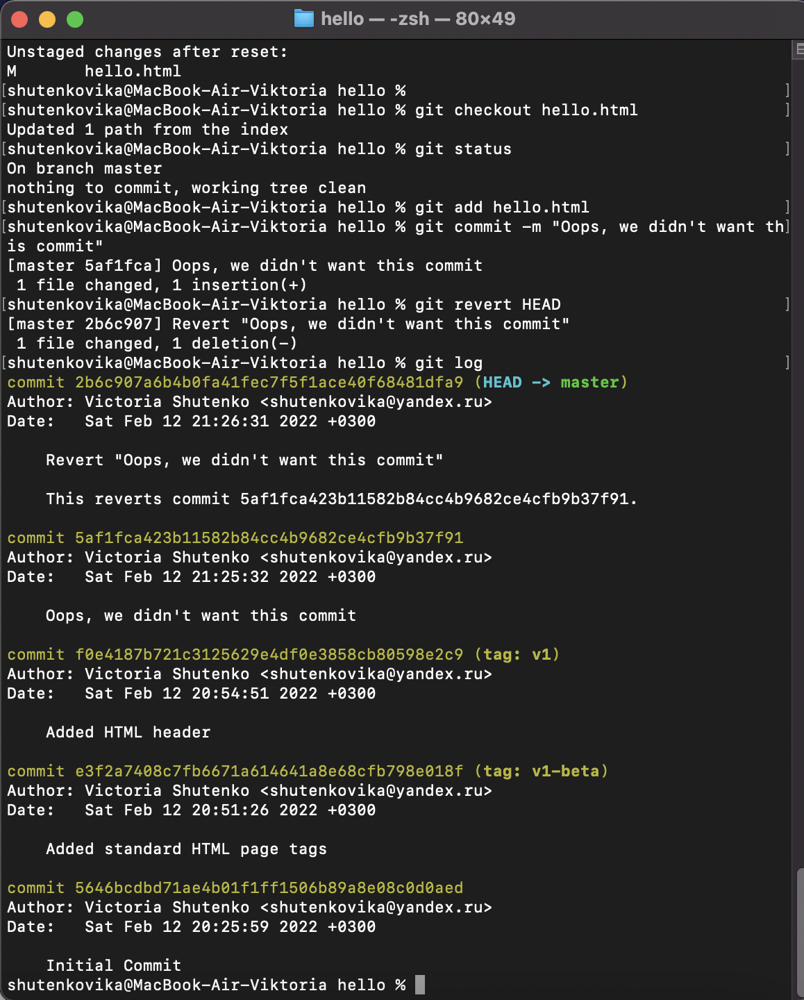 hello — -zsh — 80×49
Unstaged changes after reset:
M       hello.html
[shutenkovika@MacBook-Air-Viktoria hello % ]
[shutenkovika@MacBook-Air-Viktoria hello % git checkout hello.html ]
Updated 1 path from the index
[shutenkovika@MacBook-Air-Viktoria hello % git status ]
On branch master
nothing to commit, working tree clean
[shutenkovika@MacBook-Air-Viktoria hello % git add hello.html ]
[shutenkovika@MacBook-Air-Viktoria hello % git commit -m "Oops, we didn't want th]
is commit"
[master 5af1fca] Oops, we didn't want this commit
 1 file changed, 1 insertion(+)
[shutenkovika@MacBook-Air-Viktoria hello % git revert HEAD ]
[master 2b6c907] Revert "Oops, we didn't want this commit"
 1 file changed, 1 deletion(-)
[shutenkovika@MacBook-Air-Viktoria hello % git log ]
commit 2b6c907a6b4b0fa41fec7f5f1ace40f68481dfa9 (HEAD -> master)
Author: Victoria Shutenko <shutenkovika@yandex.ru>
Date:   Sat Feb 12 21:26:31 2022 +0300
    Revert "Oops, we didn't want this commit"
    This reverts commit 5af1fca423b11582b84cc4b9682ce4cfb9b37f91.
commit 5af1fca423b11582b84cc4b9682ce4cfb9b37f91
Author: Victoria Shutenko <shutenkovika@yandex.ru>
Date:   Sat Feb 12 21:25:32 2022 +0300
    Oops, we didn't want this commit
commit f0e4187b721c3125629e4df0e3858cb80598e2c9 (tag: v1)
Author: Victoria Shutenko <shutenkovika@yandex.ru>
Date:   Sat Feb 12 20:54:51 2022 +0300
    Added HTML header
commit e3f2a7408c7fb6671a614641a8e68cfb798e018f (tag: v1-beta)
Author: Victoria Shutenko <shutenkovika@yandex.ru>
Date:   Sat Feb 12 20:51:26 2022 +0300
    Added standard HTML page tags
commit 5646bcdbd71ae4b01f1ff1506b89a8e08c0d0aed
Author: Victoria Shutenko <shutenkovika@yandex.ru>
Date:   Sat Feb 12 20:25:59 2022 +0300
    Initial Commit
shutenkovika@MacBook-Air-Viktoria hello %